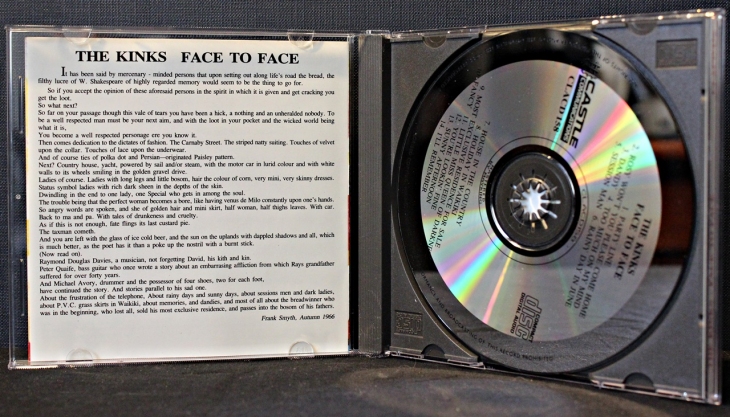 THE KINKS FACE TO FACE
It has been said by mercenary - minded persons that upon setting out along life's road the bread, the
filthy lucre of W. Shakespeare of highly regarded memory would seem to be the thing to go for.
So if you accept the opinion of these aforesaid persons in the spirit in which it is given and get cracking you
get the loot.
So what next?
So far on your passage though this vale of tears you have been a hick, a nothing and an unheralded nobody. To
be a well respected man must be your next aim, and with the loot in your pocket and the wicked world being
what it is,
You become a well respected personage ere you know it.
Then comes dedication to the dictates of fashion. The Carnaby Street. The striped natty suiting. Touches of velvet
upon the collar. Touches of lace upon the underwear.
And of course ties of polka dot and Persian—originated Paisley pattern.
Next? Country house, yacht, powered by sail and/or steam, with the motor car in lurid colour and with white
walls to its wheels smiling in the golden gravel drive.
Ladies of course. Ladies with long legs and little bosom, hair the colour of corn, very mini, very skinny dresses.
Status symbol ladies with rich dark sheen in the depths of the skin.
Dwindling in the end to one lady, one Special who gets in among the soul.
The trouble being that the perfect woman becomes a bore, like having venus de Milo constantly upon one's hands.
So angry words are spoken, and she of golden hair and mini skirt, half woman, half thighs leaves. With car.
Back to ma and pa. With tales of drunkeness and cruelty.
As if this is not enough, fate flings its last custard pie.
The taxman cometh.
And you are left with the glass of ice cold beer, and the sun on the uplands with dappled shadows and all, which
is much better, as the poet has it than a poke up the nostril with a burnt stick.
(Now read on).
Raymond Douglas Davies, a musician, not forgetting David, his kith and kin.
Peter Quaife, bass guitar who once wrote a story about an embarrassing affliction from which Rays grandfather
suffered for over forty years.
And Michael Avory, drummer and the possessor of four shoes, two for each foot,
have continued the story. And stories parallel to his sad one.
About the frustration of the telephone, About rainy days and sunny days, about sessions men and dark ladies,
about P.V.C. grass skirts in Waikiki, about memories, and dandies, and most of all about the breadwinner who
was in the beginning, who lost all, sold his most exclusive residence, and passes into the bosom of his fathers.
Frank Smyth, Autumn 1966
CASTLE
CLACD 158
THE KINKS
FACE TO FACE
COMPACT
disc
DIGITAL AUDIO